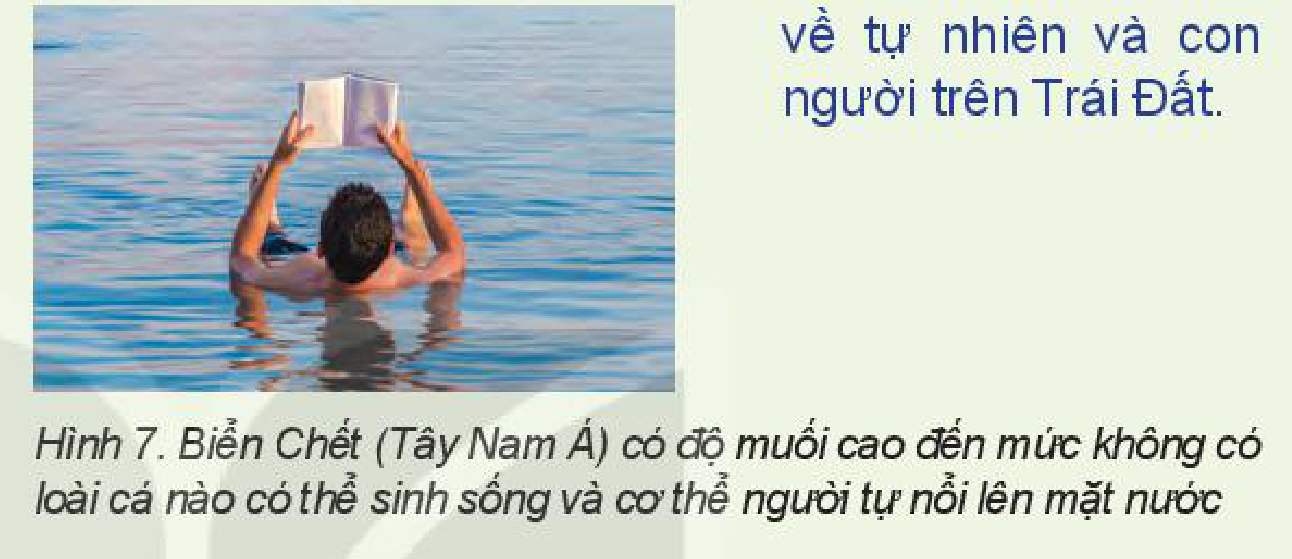 về tự nhiên và con
người trên Trái Đất.
Hình 7. Biển Chết (Tây Nam Á) có độ muối cao đến mức không có
loài cá nào có thể sinh sống và cơ thể người tự nổi lên mặt nước